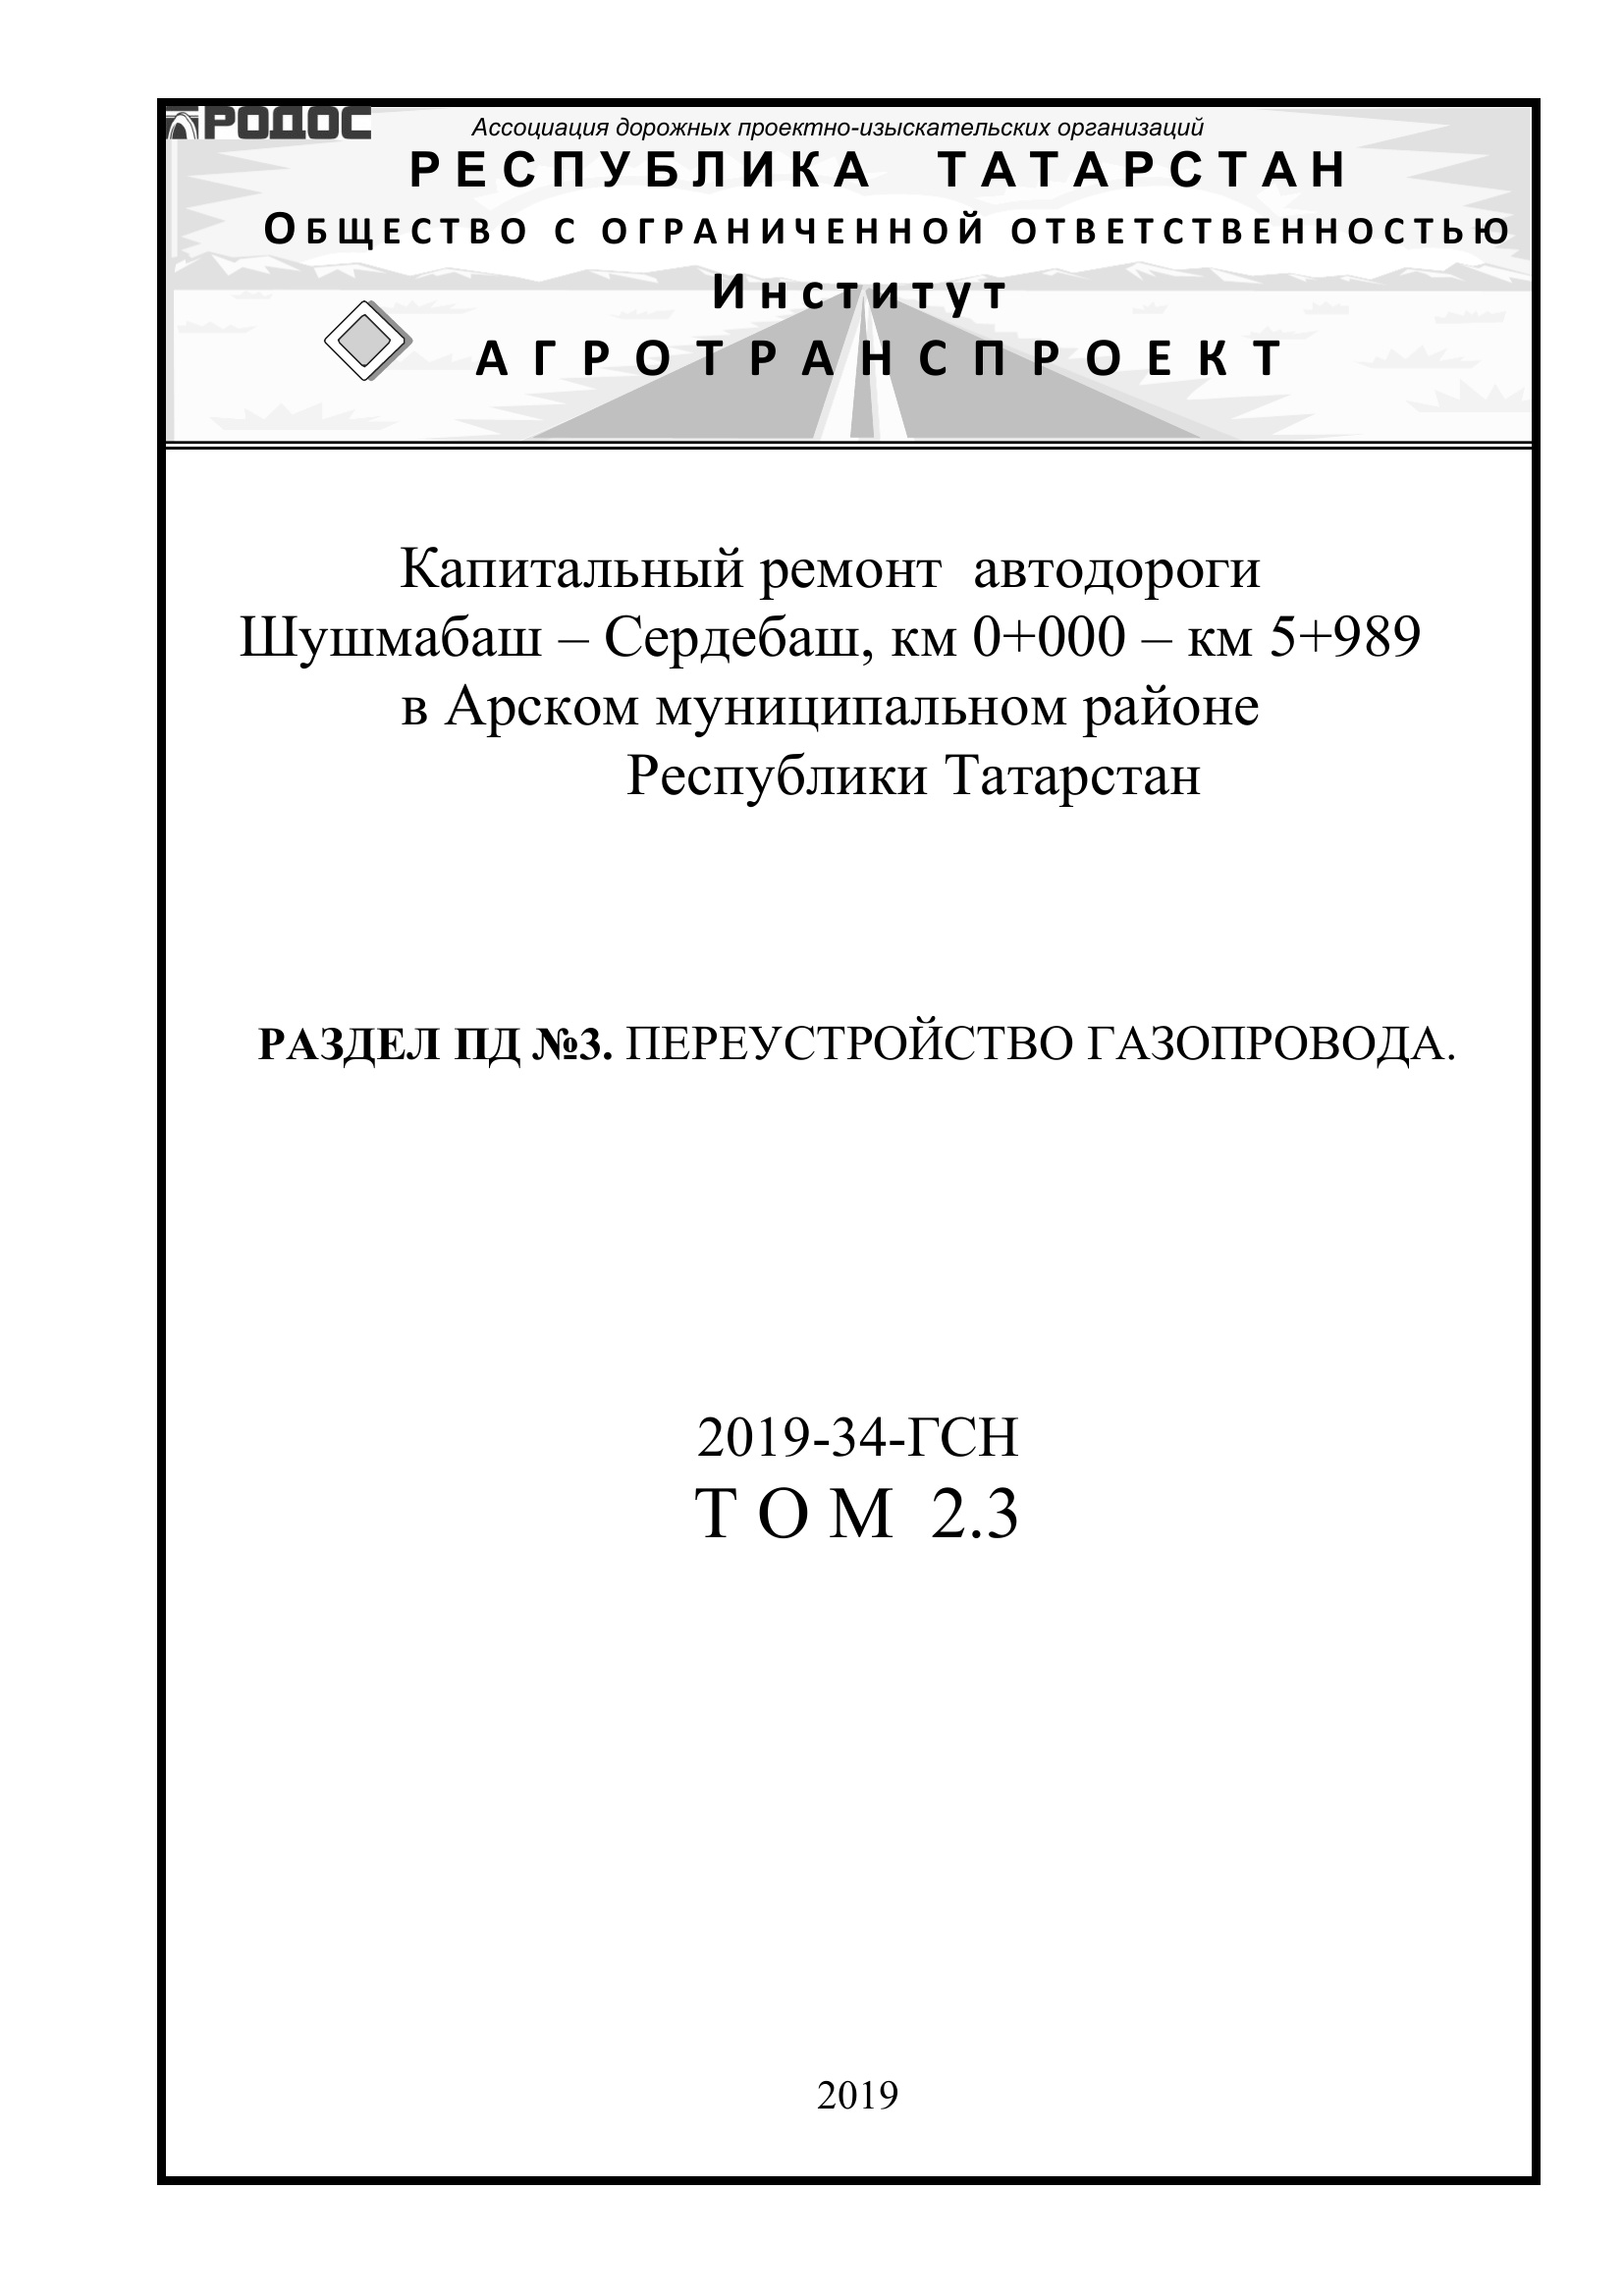 РОДОС
Ассоциация дорожных проектно-изыскательских организаций
РЕСПУБЛИКА ТАТАРСТАН
ОБЩЕСТВО С ОГРАНИЧЕННОЙ ОТВЕТСТВЕННОСТЬЮ
Институт
АГРОТРАНСПРОЕКТ
Капитальный ремонт автодороги
Шушмабаш – Сердебаш, км 0+000 – км 5+989
в Арском муниципальном районе
Республики Татарстан
РАЗДЕЛ ПД №3. ПЕРЕУСТРОЙСТВО ГАЗОПРОВОДА.
2019-34-ГСН
ТОМ 2.3
2019